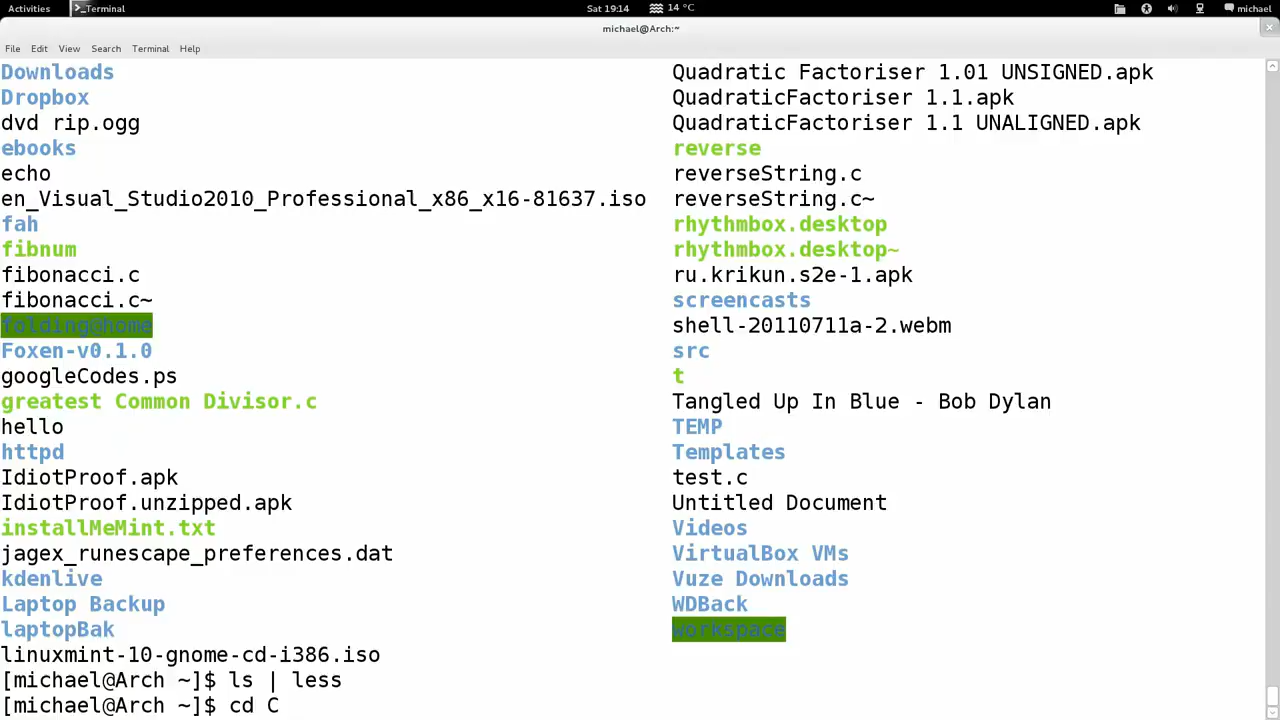 Activities
Terminal
Sat 19:14
14 °C
michael
michael@Arch:~
File Edit View Search Terminal Help
Downloads
Dropbox
dvd rip.ogg
ebooks
echo
en_Visual_Studio2010_Professional_x86_x16-81637.iso
fah
fibnum
fibonacci.c
fibonacci.c~
folding@home
Foxen-v0.1.0
googleCodes.ps
greatest Common Divisor.c
hello
httpd
IdiotProof.apk
IdiotProof.unzipped.apk
installMeMint.txt
jagex_runescape_preferences.dat
kdenlive
Laptop Backup
laptopBak
linuxmint-10-gnome-cd-i386.iso
Quadratic Factoriser 1.01 UNSIGNED.apk
QuadraticFactoriser 1.1.apk
QuadraticFactoriser 1.1 UNALIGNED.apk
reverse
reverseString.c
reverseString.c~
rhythmbox.desktop
rhythmbox.desktop~
ru.krikun.s2e-1.apk
screencasts
shell-20110711a-2.webm
src
t
Tangled Up In Blue - Bob Dylan
TEMP
Templates
test.c
Untitled Document
Videos
VirtualBox VMs
Vuze Downloads
WDBack
workspace
[michael@Arch ~]$ ls | less
[michael@Arch ~]$ cd C